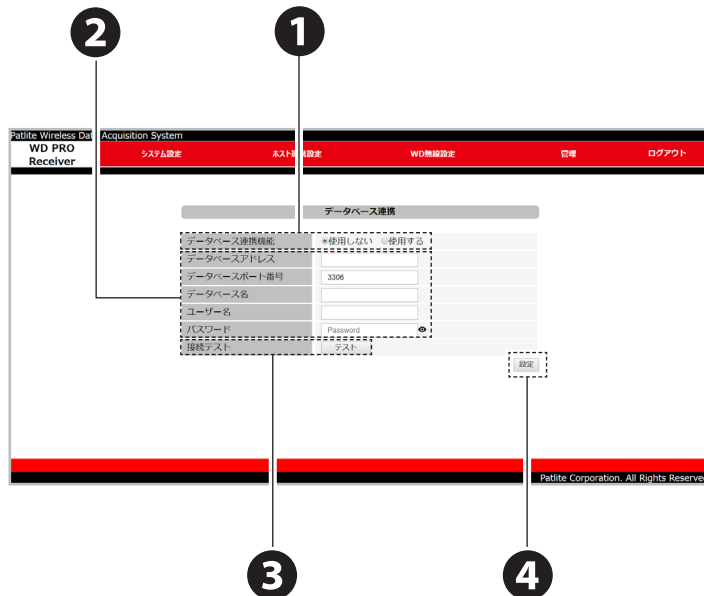 2 1
Patlite Wireless Data Acquisition System
WD PRO
Receiver
システム設定 ホスト 設定 WD無線設定 管理 ログアウト
データベース連携
データベース連携機能 使用しない 使用する
データベースアドレス
データベースポート番号 3306
データベース名
ユーザー名
パスワード Password
接続テスト テスト
設定
Patlite Corporation. All Rights Reserved
3 4